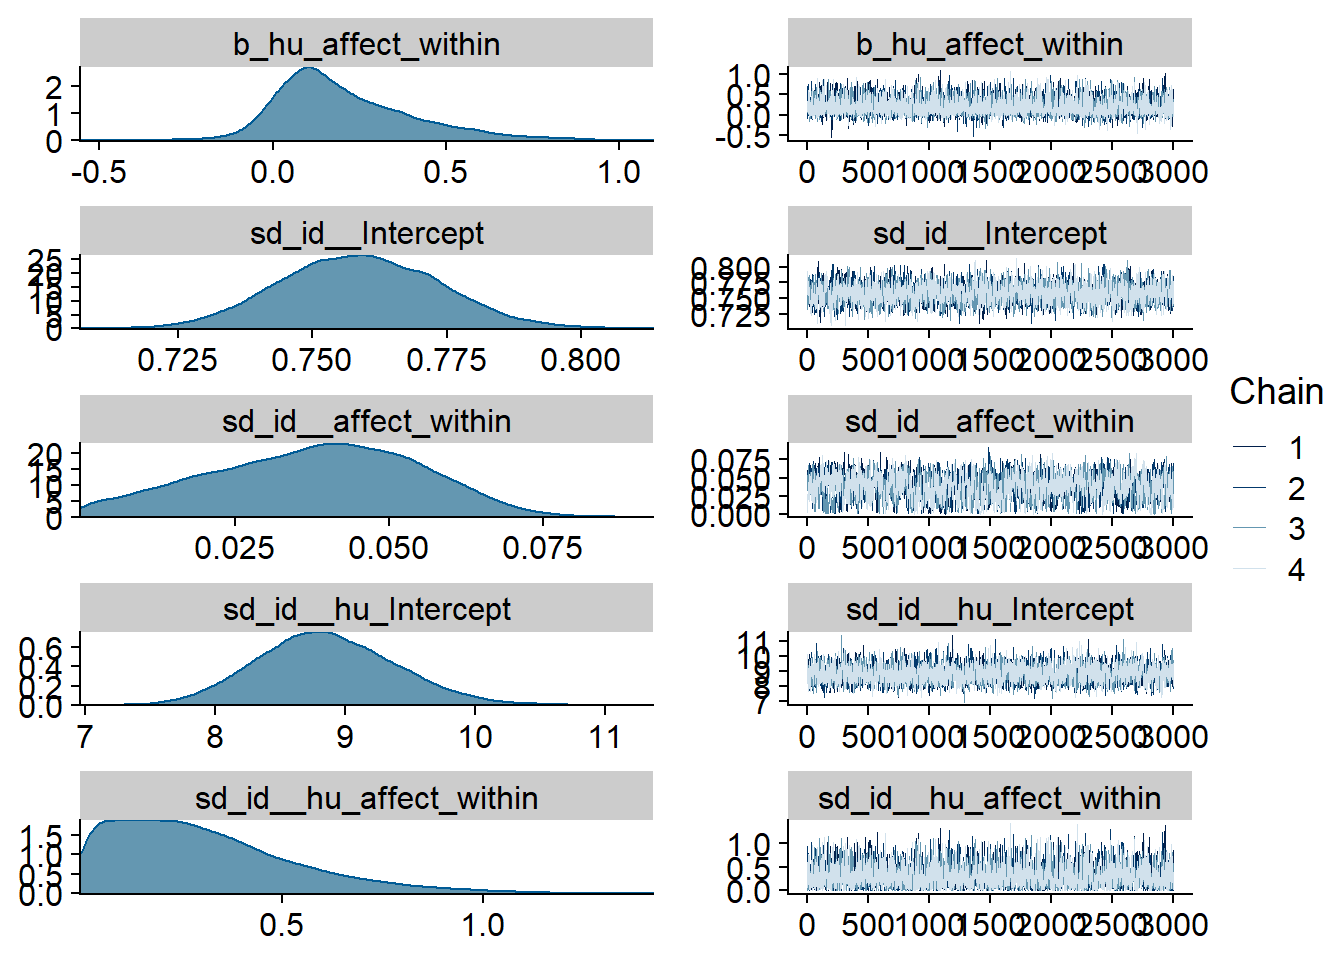 b_hu_affect_within
2
1
0
-0.5 0.0 0.5 1.0
b_hu_affect_within
1.0
0.5
0.0
-0.5
0 500 1000 1500 2000 2500 3000
sd_id__Intercept
25
20
15
10
5
0
0.725 0.750 0.775 0.800
sd_id__Intercept
0.800
0.775
0.750
0.725
0 500 1000 1500 2000 2500 3000
sd_id__affect_within
20
15
10
5
0
0.025 0.050 0.075
sd_id__affect_within
0.075
0.050
0.025
0.000
0 500 1000 1500 2000 2500 3000
sd_id__hu_Intercept
0.6
0.4
0.2
0.0
7 8 9 10 11
sd_id__hu_Intercept
11
10
9
8
7
0 500 1000 1500 2000 2500 3000
sd_id__hu_affect_within
1.5
1.0
0.5
0.0
0.5 1.0
sd_id__hu_affect_within
1.0
0.5
0.0
0 500 1000 1500 2000 2500 3000
Chain
1
2
3
4